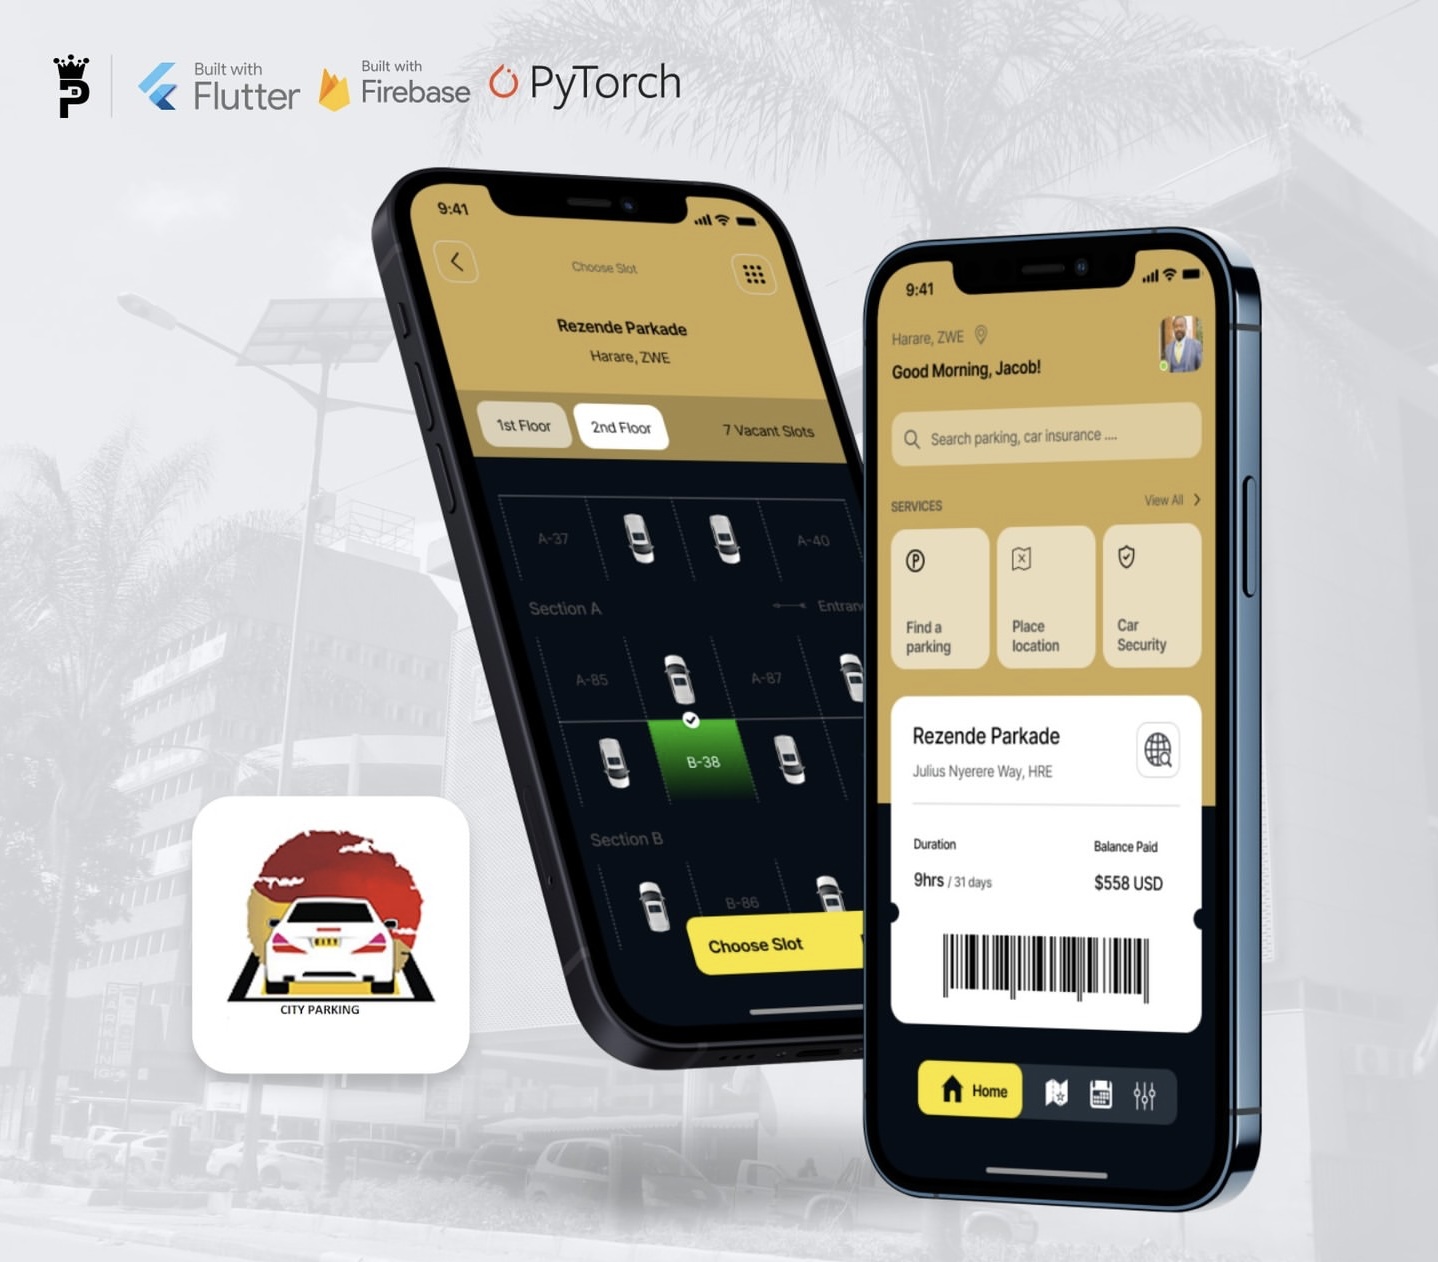 Built with
Flutter
Built with
Firebase
PyTorch
9:41
Choose Slot
Rezende Parkade
Harare, ZWE
1st Floor
2nd Floor
7 Vacant Slots
A-37
A-40
Section A
A-85
A-87
B-38
Section B
B-86
Choose Slot
9:41
Harare, ZWE
Good Morning, Jacob!
Search parking, car insurance ....
SERVICES
View All
Find a
parking
Place
location
Car
Security
Rezende Parkade
Julius Nyerere Way, HRE
Duration
Balance Paid
9hrs / 31 days
$558 USD
Home
CITY PARKING